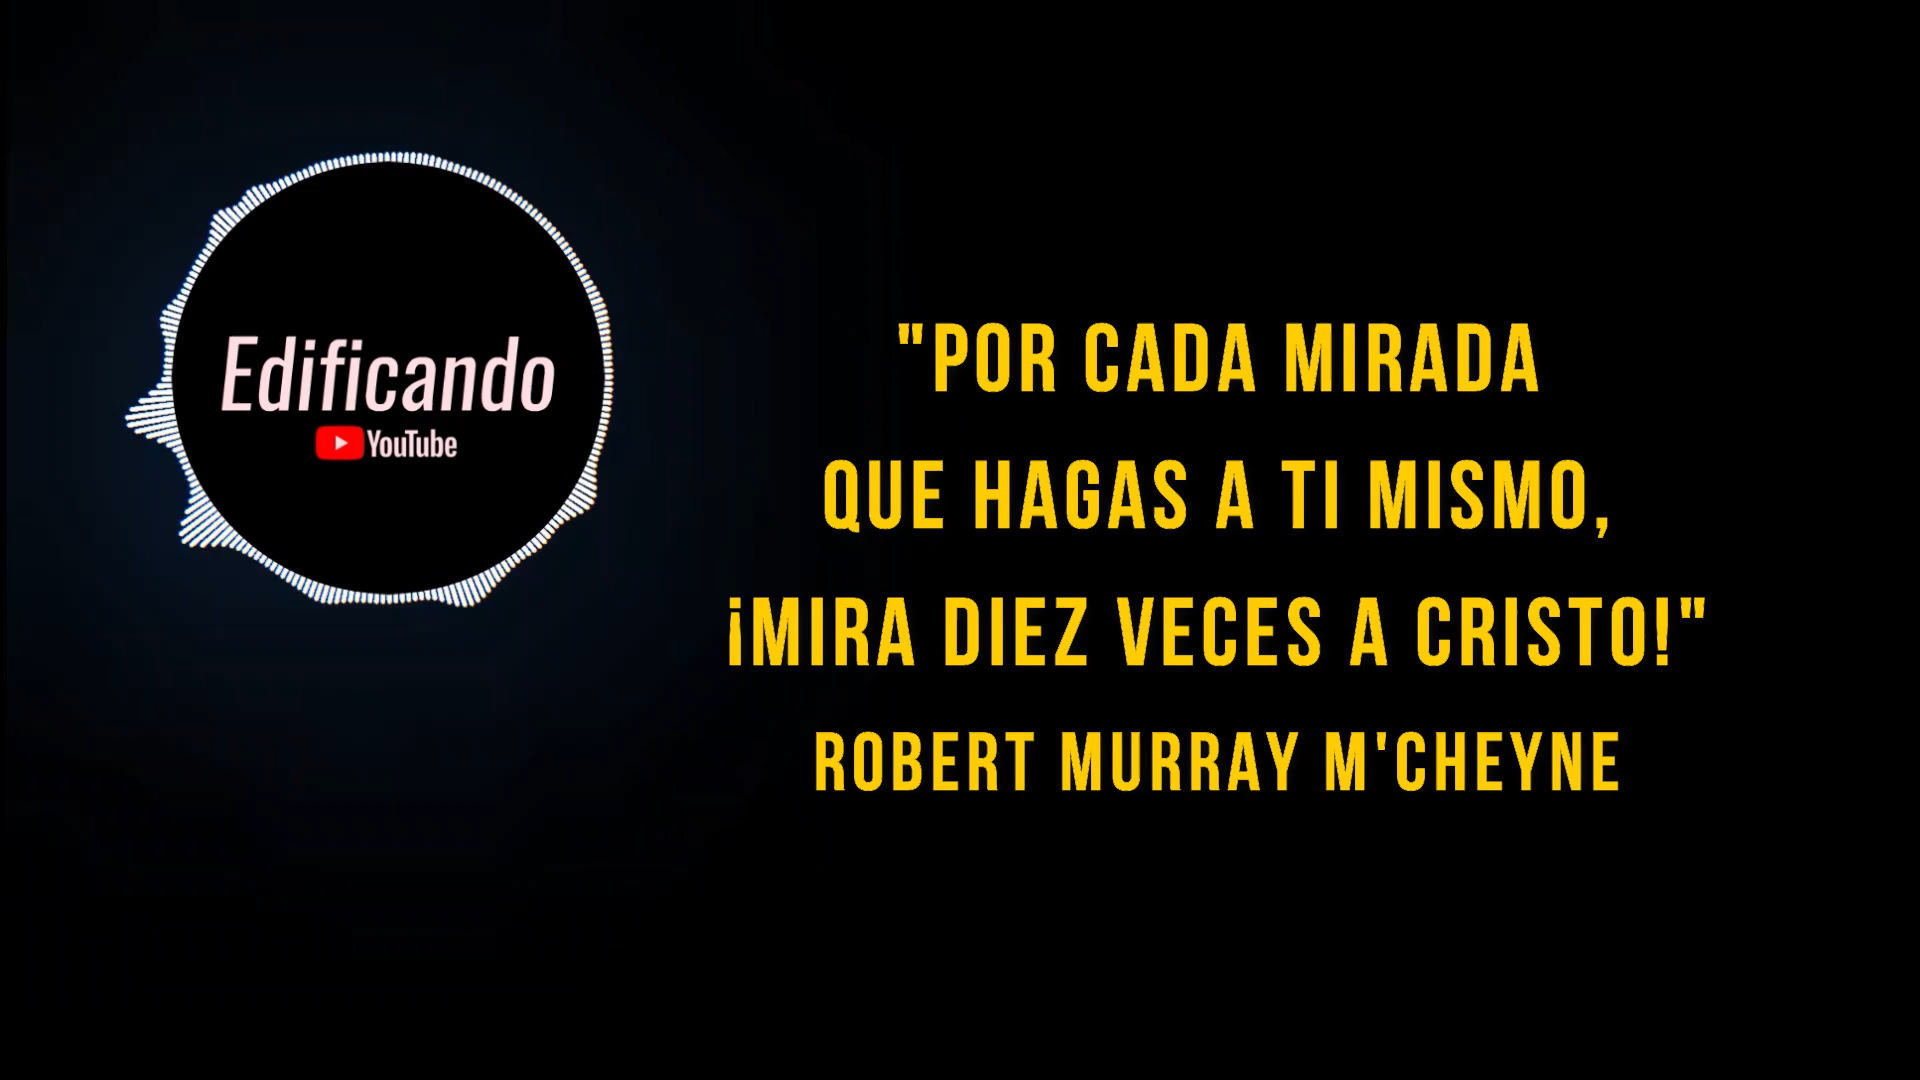 Edificando
YouTube
"POR CADA MIRADA
QUE HAGAS A TI MISMO,
¡MIRA DIEZ VECES A CRISTO!"
ROBERT MURRAY M'CHEYNE